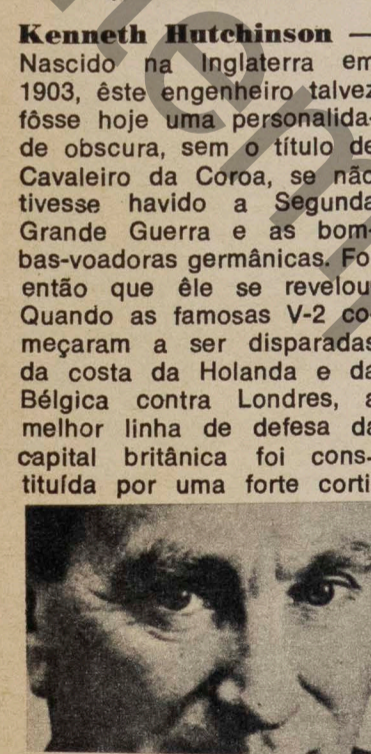 Kenneth Hutchinson —
Nascido na Inglaterra em
1903, êste engenheiro talvez
fôsse hoje uma personalida-
de obscura, sem o título de
Cavaleiro da Coroa, se não
tivesse havido a Segunda
Grande Guerra e as bom-
bas-voadoras germânicas. Foi
então que êle se revelou.
Quando as famosas V-2 co-
meçaram a ser disparadas
da costa da Holanda e da
Bélgica contra Londres, a
melhor linha de defesa da
capital britânica foi cons-
tituída por uma forte corti-